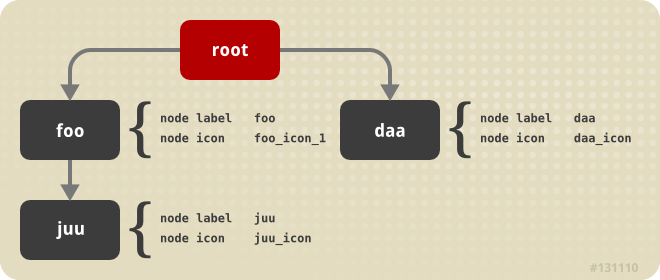 root
foo
{ node label foo
node icon foo_icon_1
daa
{ node label daa
node icon daa_icon
juu
{ node label juu
node icon juu_icon
#131110